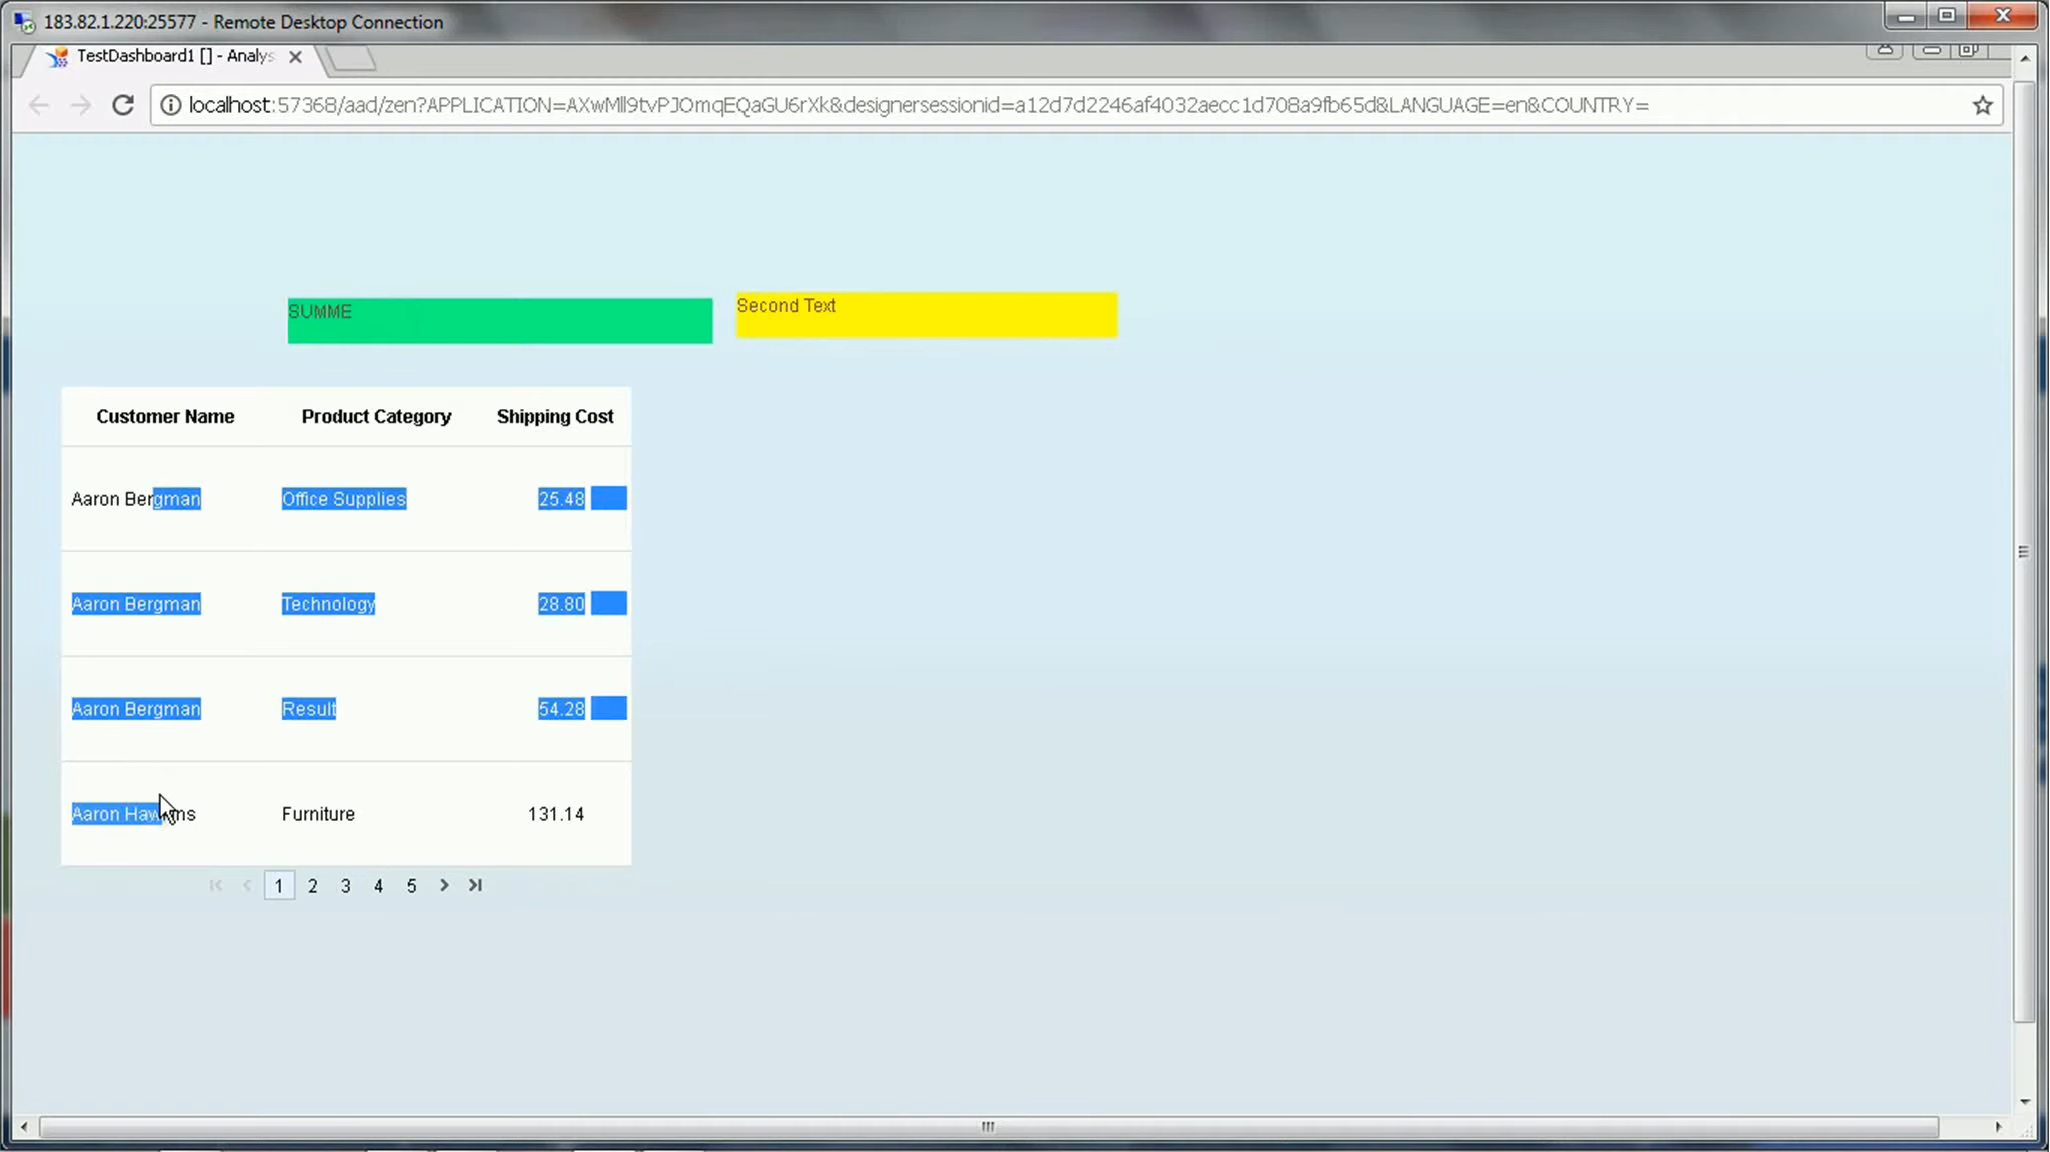 183.82.1.220:25577 - Remote Desktop Connection
TestDashboard1 [] - Analys
localhost:57368/aad/zen?APPLICATION=AXwMll9tvPJOmqEQaGU6rXk&designersessionid=a12d7d2246af4032aecc1d708a9fb65d&LANGUAGE=en&COUNTRY=
SUMME
Second Text
Customer Name Product Category Shipping Cost
Aaron Bergman Office Supplies 25.48
Aaron Bergman Technology 28.80
Aaron Bergman Result 54.28
Aaron Furniture 131.14
1 2 3 4 5